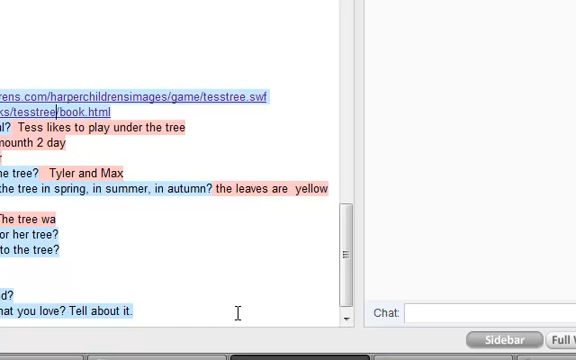 rens.com/harperchildrensimages/game/tesstree.swf
ks/tesstree/book.html
al? Tess likes to play under the tree
mounth 2 day
he tree? Tyler and Max
the tree in spring, in summer, in autumn? the leaves are yellow
The tree wa
or her tree?
to the tree?
d?
hat you love? Tell about it.
Chat:
Sidebar
Full